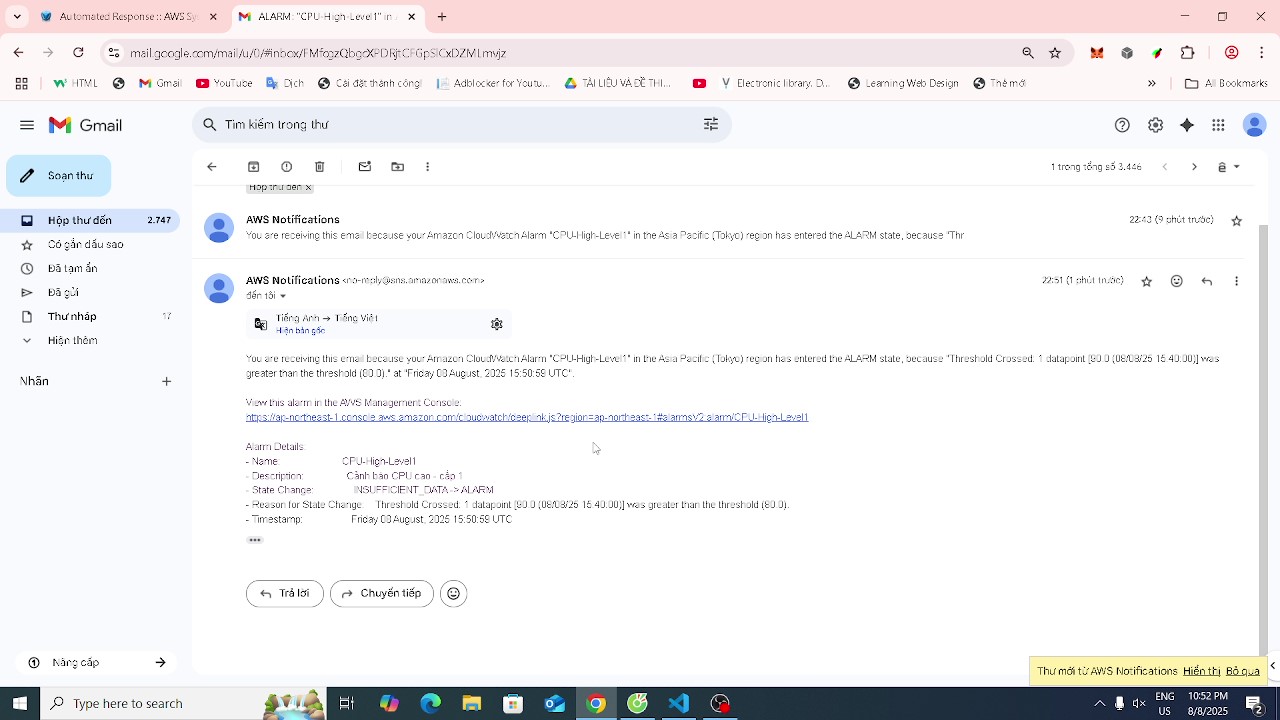 Automated Response :: AWS Sy
ALARM: "CPU-High-Level1" in
HTML
Gmail
YouTube
Dịch
Cài đặt thành công!
Adblocker for Youtu...
TÀI LIỆU VÀ ĐỀ THI...
Electronic library. D...
Learning Web Design
Thẻ mới
All Bookmarks
Gmail
Tìm kiếm trong thư
Soạn thư
1 trong tổng số 3.446
Hộp thư đến
Hộp thư đến 2.747
Có gắn dấu sao
Đã tạm ẩn
Đã gửi
Thư nháp 17
Hiện thêm
Nhãn
Nâng cấp
AWS Notifications
22:43 (9 phút trước)
You are receiving this email because your Amazon CloudWatch Alarm "CPU-High-Level1" in the Asia Pacific (Tokyo) region has entered the ALARM state, because "Thr
AWS Notifications <no-reply@sns.amazonaws.com>
22:51 (1 phút trước)
đến tôi
Tiếng Anh → Tiếng Việt
Hiện bản gốc
You are receiving this email because your Amazon CloudWatch Alarm "CPU-High-Level1" in the Asia Pacific (Tokyo) region has entered the ALARM state, because "Threshold Crossed: 1 datapoint [90.0 (08/08/25 15:40:00)] was
greater than the threshold (80.0)." at "Friday 08 August, 2025 15:50:59 UTC".
View this alarm in the AWS Management Console:
https://ap-northeast-1.console.aws.amazon.com/cloudwatch/deeplink.js?region=ap-northeast-1#alarmsV2:alarm/CPU-High-Level1
Alarm Details:
- Name: CPU-High-Level1
- Description: Cảnh báo CPU cao - cấp 1
- State Change: INSUFFICIENT_DATA -> ALARM
- Reason for State Change: Threshold Crossed: 1 datapoint [90.0 (08/08/25 15:40:00)] was greater than the threshold (80.0).
- Timestamp: Friday 08 August, 2025 15:50:59 UTC
Trả lời
Chuyển tiếp
Thư mới từ AWS Notifications Hiển thị Bỏ qua
Type here to search
ENG
US
10:52 PM
8/8/2025
2